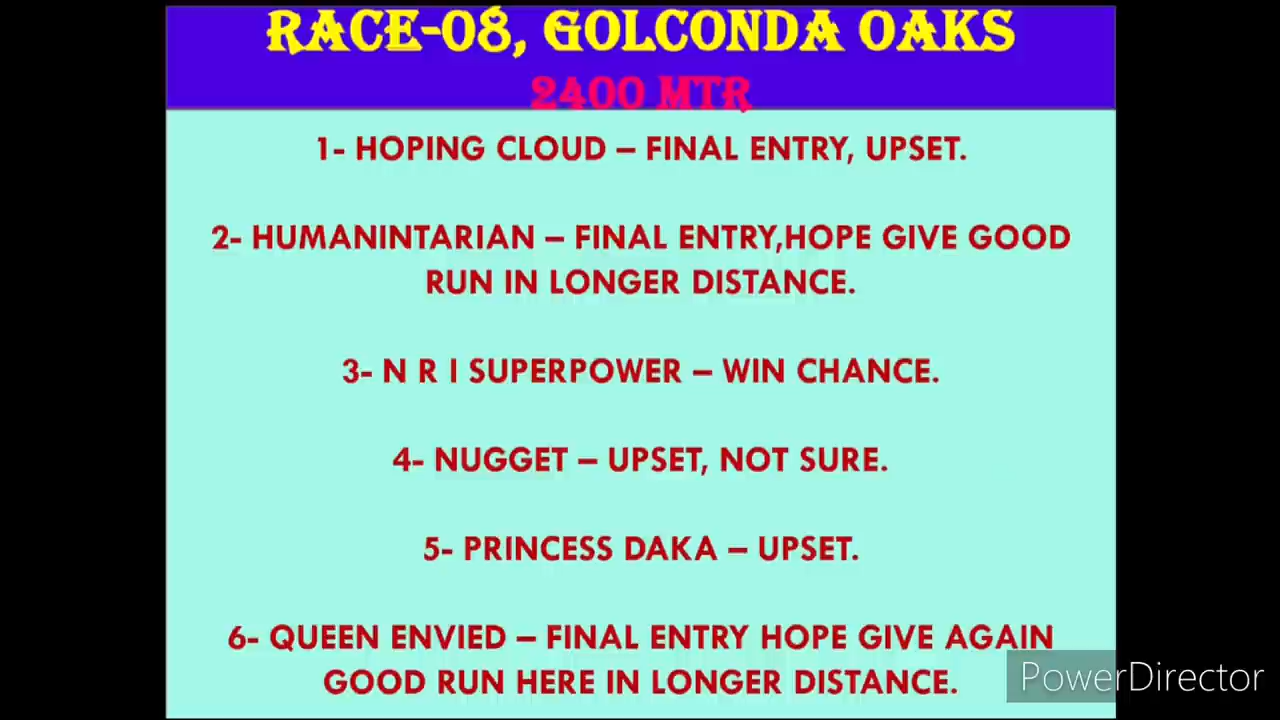 RACE-08, GOLCONDA OAKS
2400 MTR
1- HOPING CLOUD – FINAL ENTRY, UPSET.
2- HUMANINTARIAN – FINAL ENTRY,HOPE GIVE GOOD
RUN IN LONGER DISTANCE.
3- N R I SUPERPOWER – WIN CHANCE.
4- NUGGET – UPSET, NOT SURE.
5- PRINCESS DAKA – UPSET.
6- QUEEN ENVIED – FINAL ENTRY HOPE GIVE AGAIN
GOOD RUN HERE IN LONGER DISTANCE.
PowerDirector